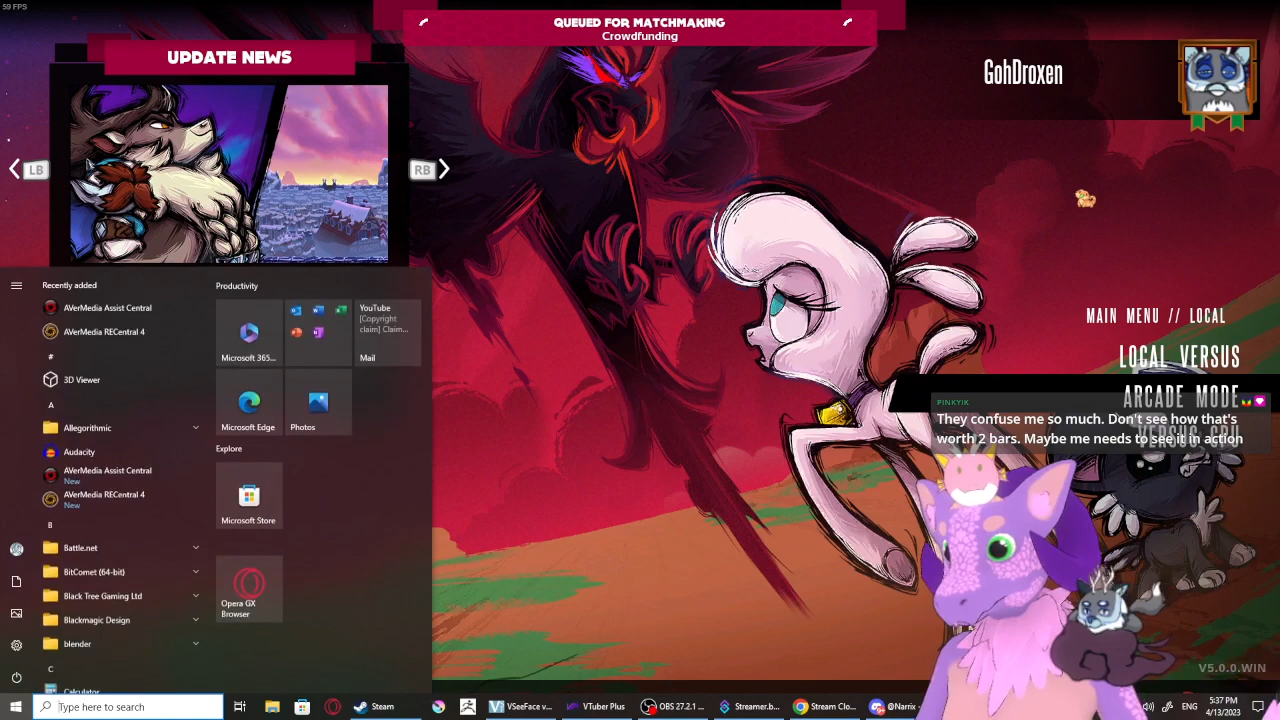 59 FPS
QUEUED FOR MATCHMAKING
Crowdfunding
UPDATE NEWS
GohDroxen
LB
RB
MAIN MENU // LOCAL
LOCAL VERSUS
ARCADE MODE
VERSUS CPU
PINKYIK
They confuse me so much. Don't see how that's
worth 2 bars. Maybe me needs to see it in action
V5.0.0.WIN
Recently added
AVerMedia Assist Central
AVerMedia RECentral 4
#
3D Viewer
A
Allegorithmic
Audacity
AVerMedia Assist Central
New
AVerMedia RECentral 4
New
B
Battle.net
BitComet (64-bit)
Black Tree Gaming Ltd
Blackmagic Design
blender
C
Calculator
Productivity
Microsoft 365...
YouTube
[Copyright
claim] Claim...
Mail
Microsoft Edge
Photos
Explore
Microsoft Store
Opera GX
Browser
Type here to search
Steam
VSeeFace v...
VTuber Plus
OBS 27.2.1 ...
Streamer.b...
Stream Clo...
@Narrix ·
ENG
5:37 PM
4/13/2023